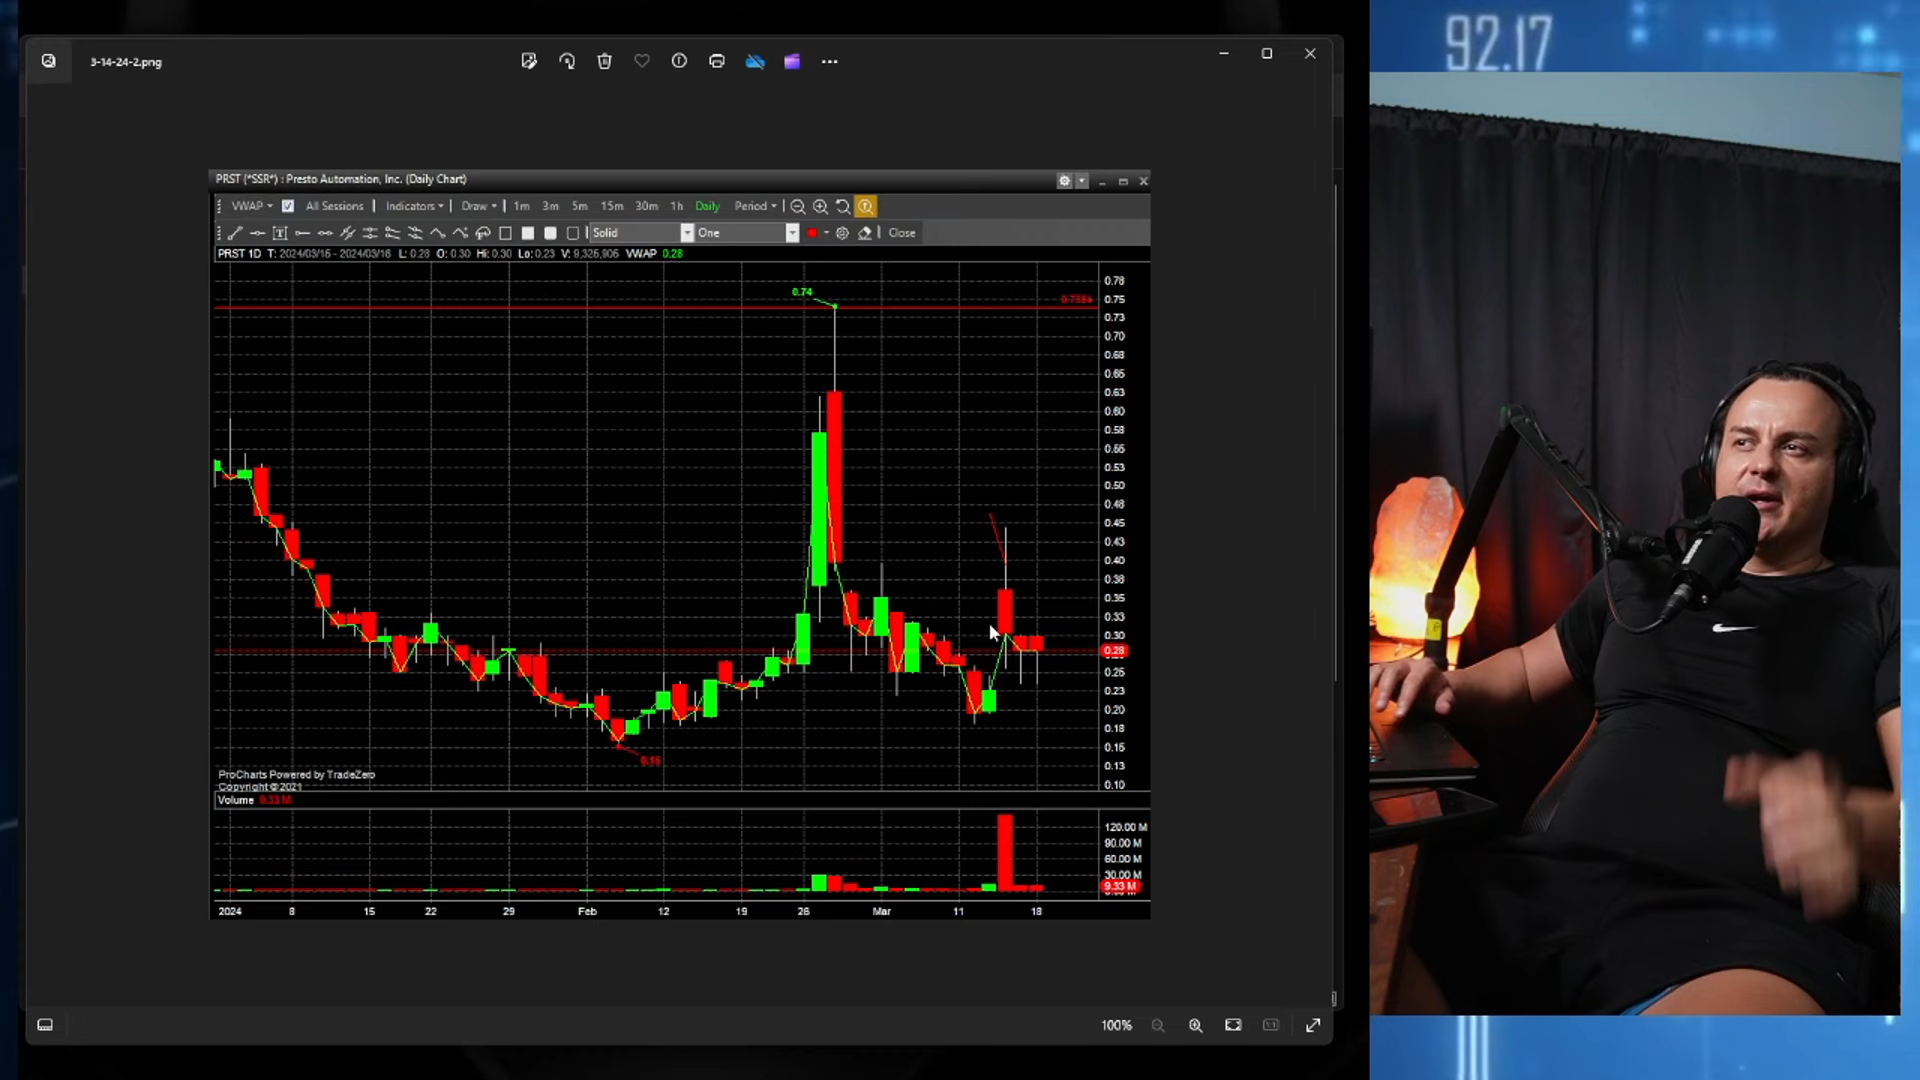 92.17
3-14-24-2.png
PRST (*SSR*) : Presto Automation, Inc. (Daily Chart)
VWAP All Sessions Indicators Draw 1m 3m 5m 15m 30m 1h Daily Period
Solid One Close
PRST 1D T: 2024/03/15 - 2024/03/16 L: 0.28 O: 0.30 Hi: 0.30 Lo: 0.23 V: 9,326,906 VWAP 0.28
0.78
0.74
0.75
0.73
0.70
0.68
0.65
0.63
0.60
0.58
0.55
0.53
0.50
0.48
0.45
0.43
0.40
0.38
0.35
0.33
0.30
0.28
0.25
0.23
0.20
0.18
0.15
0.13
0.10
ProCharts Powered by TradeZero
Copyright © 2021
Volume 9.33 M
120.00 M
90.00 M
60.00 M
30.00 M
9.33 M
2024 8 15 22 29 Feb 12 19 26 Mar 11 18
100%